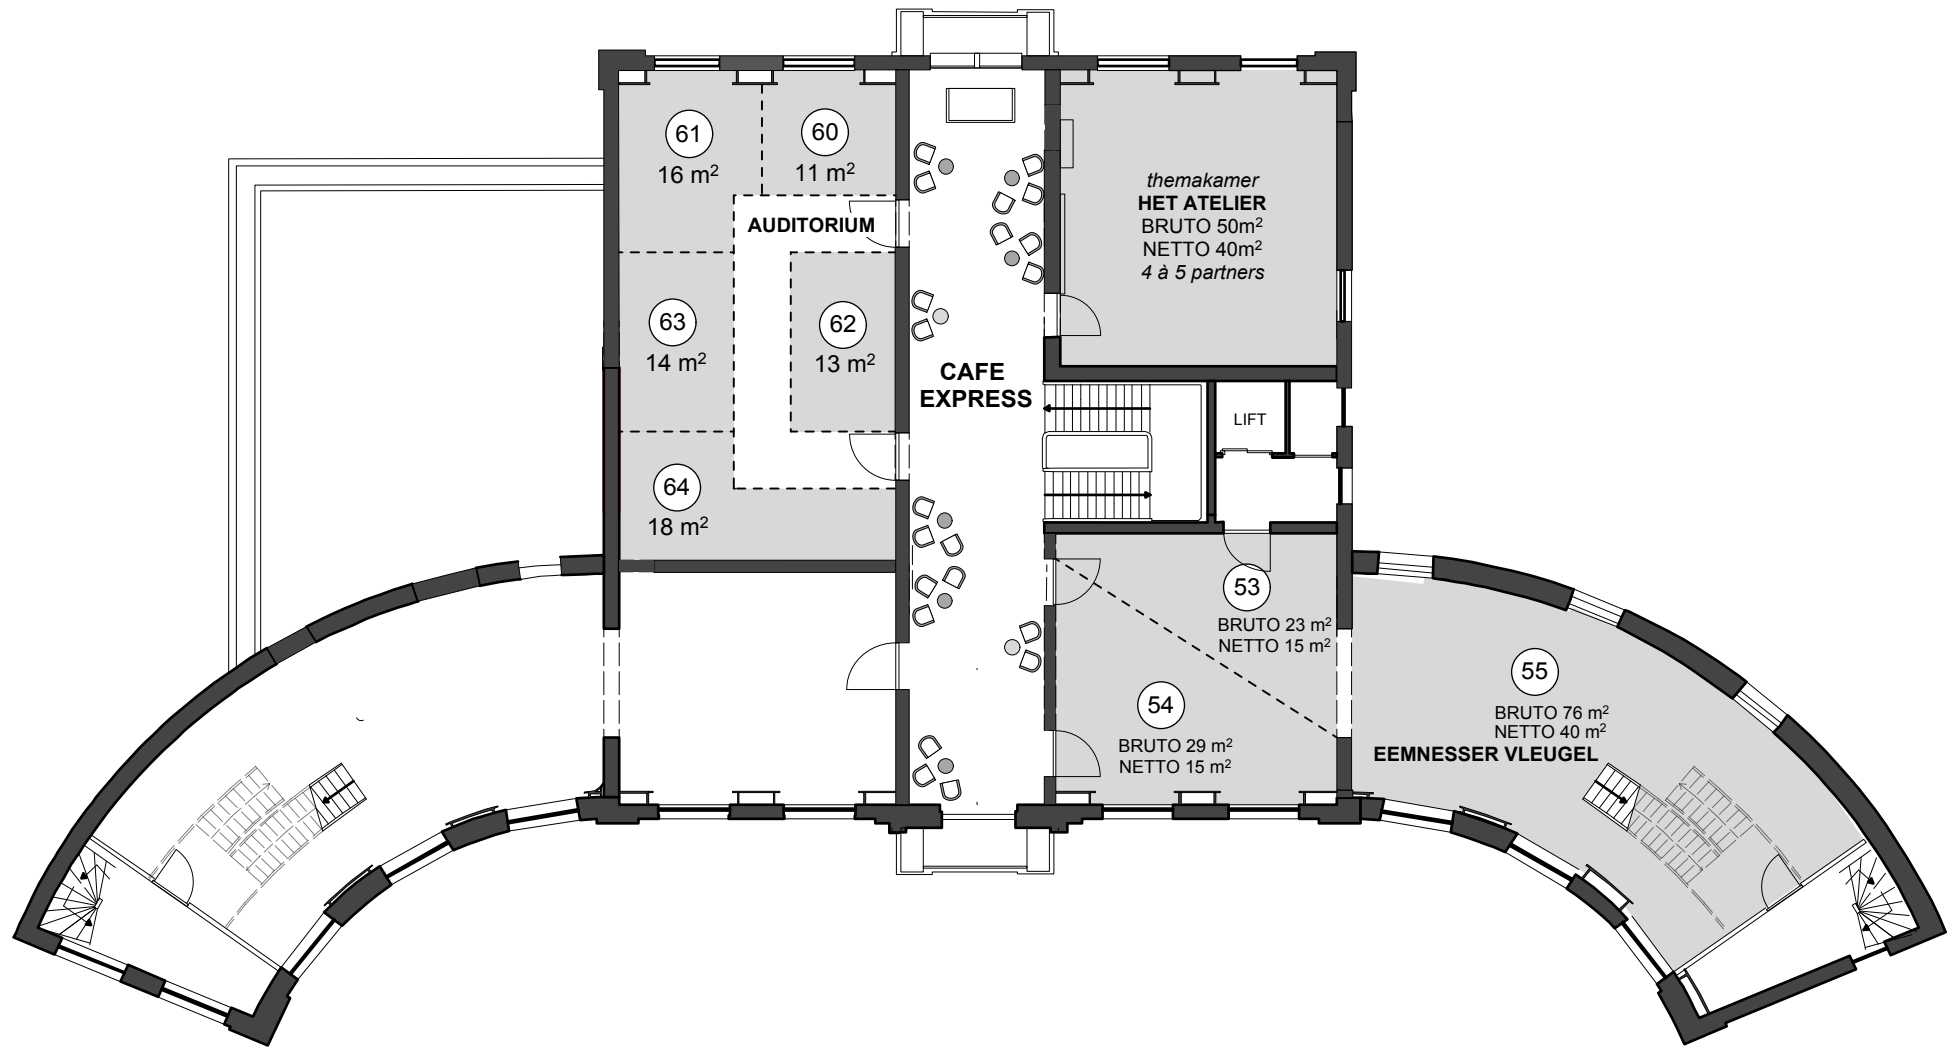 61
16 m²
60
11 m²
AUDITORIUM
63
14 m²
62
13 m²
64
18 m²
CAFE
EXPRESS
themakamer
HET ATELIER
BRUTO 50m²
NETTO 40m²
4 à 5 partners
LIFT
53
BRUTO 23 m²
NETTO 15 m²
54
BRUTO 29 m²
NETTO 15 m²
55
BRUTO 76 m²
NETTO 40 m²
EEMNESSER VLEUGEL